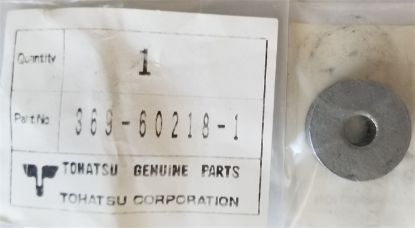 Quantity 1
Part No. 369-60218-1
TOHATSU GENUINE PARTS
TOHATSU CORPORATION